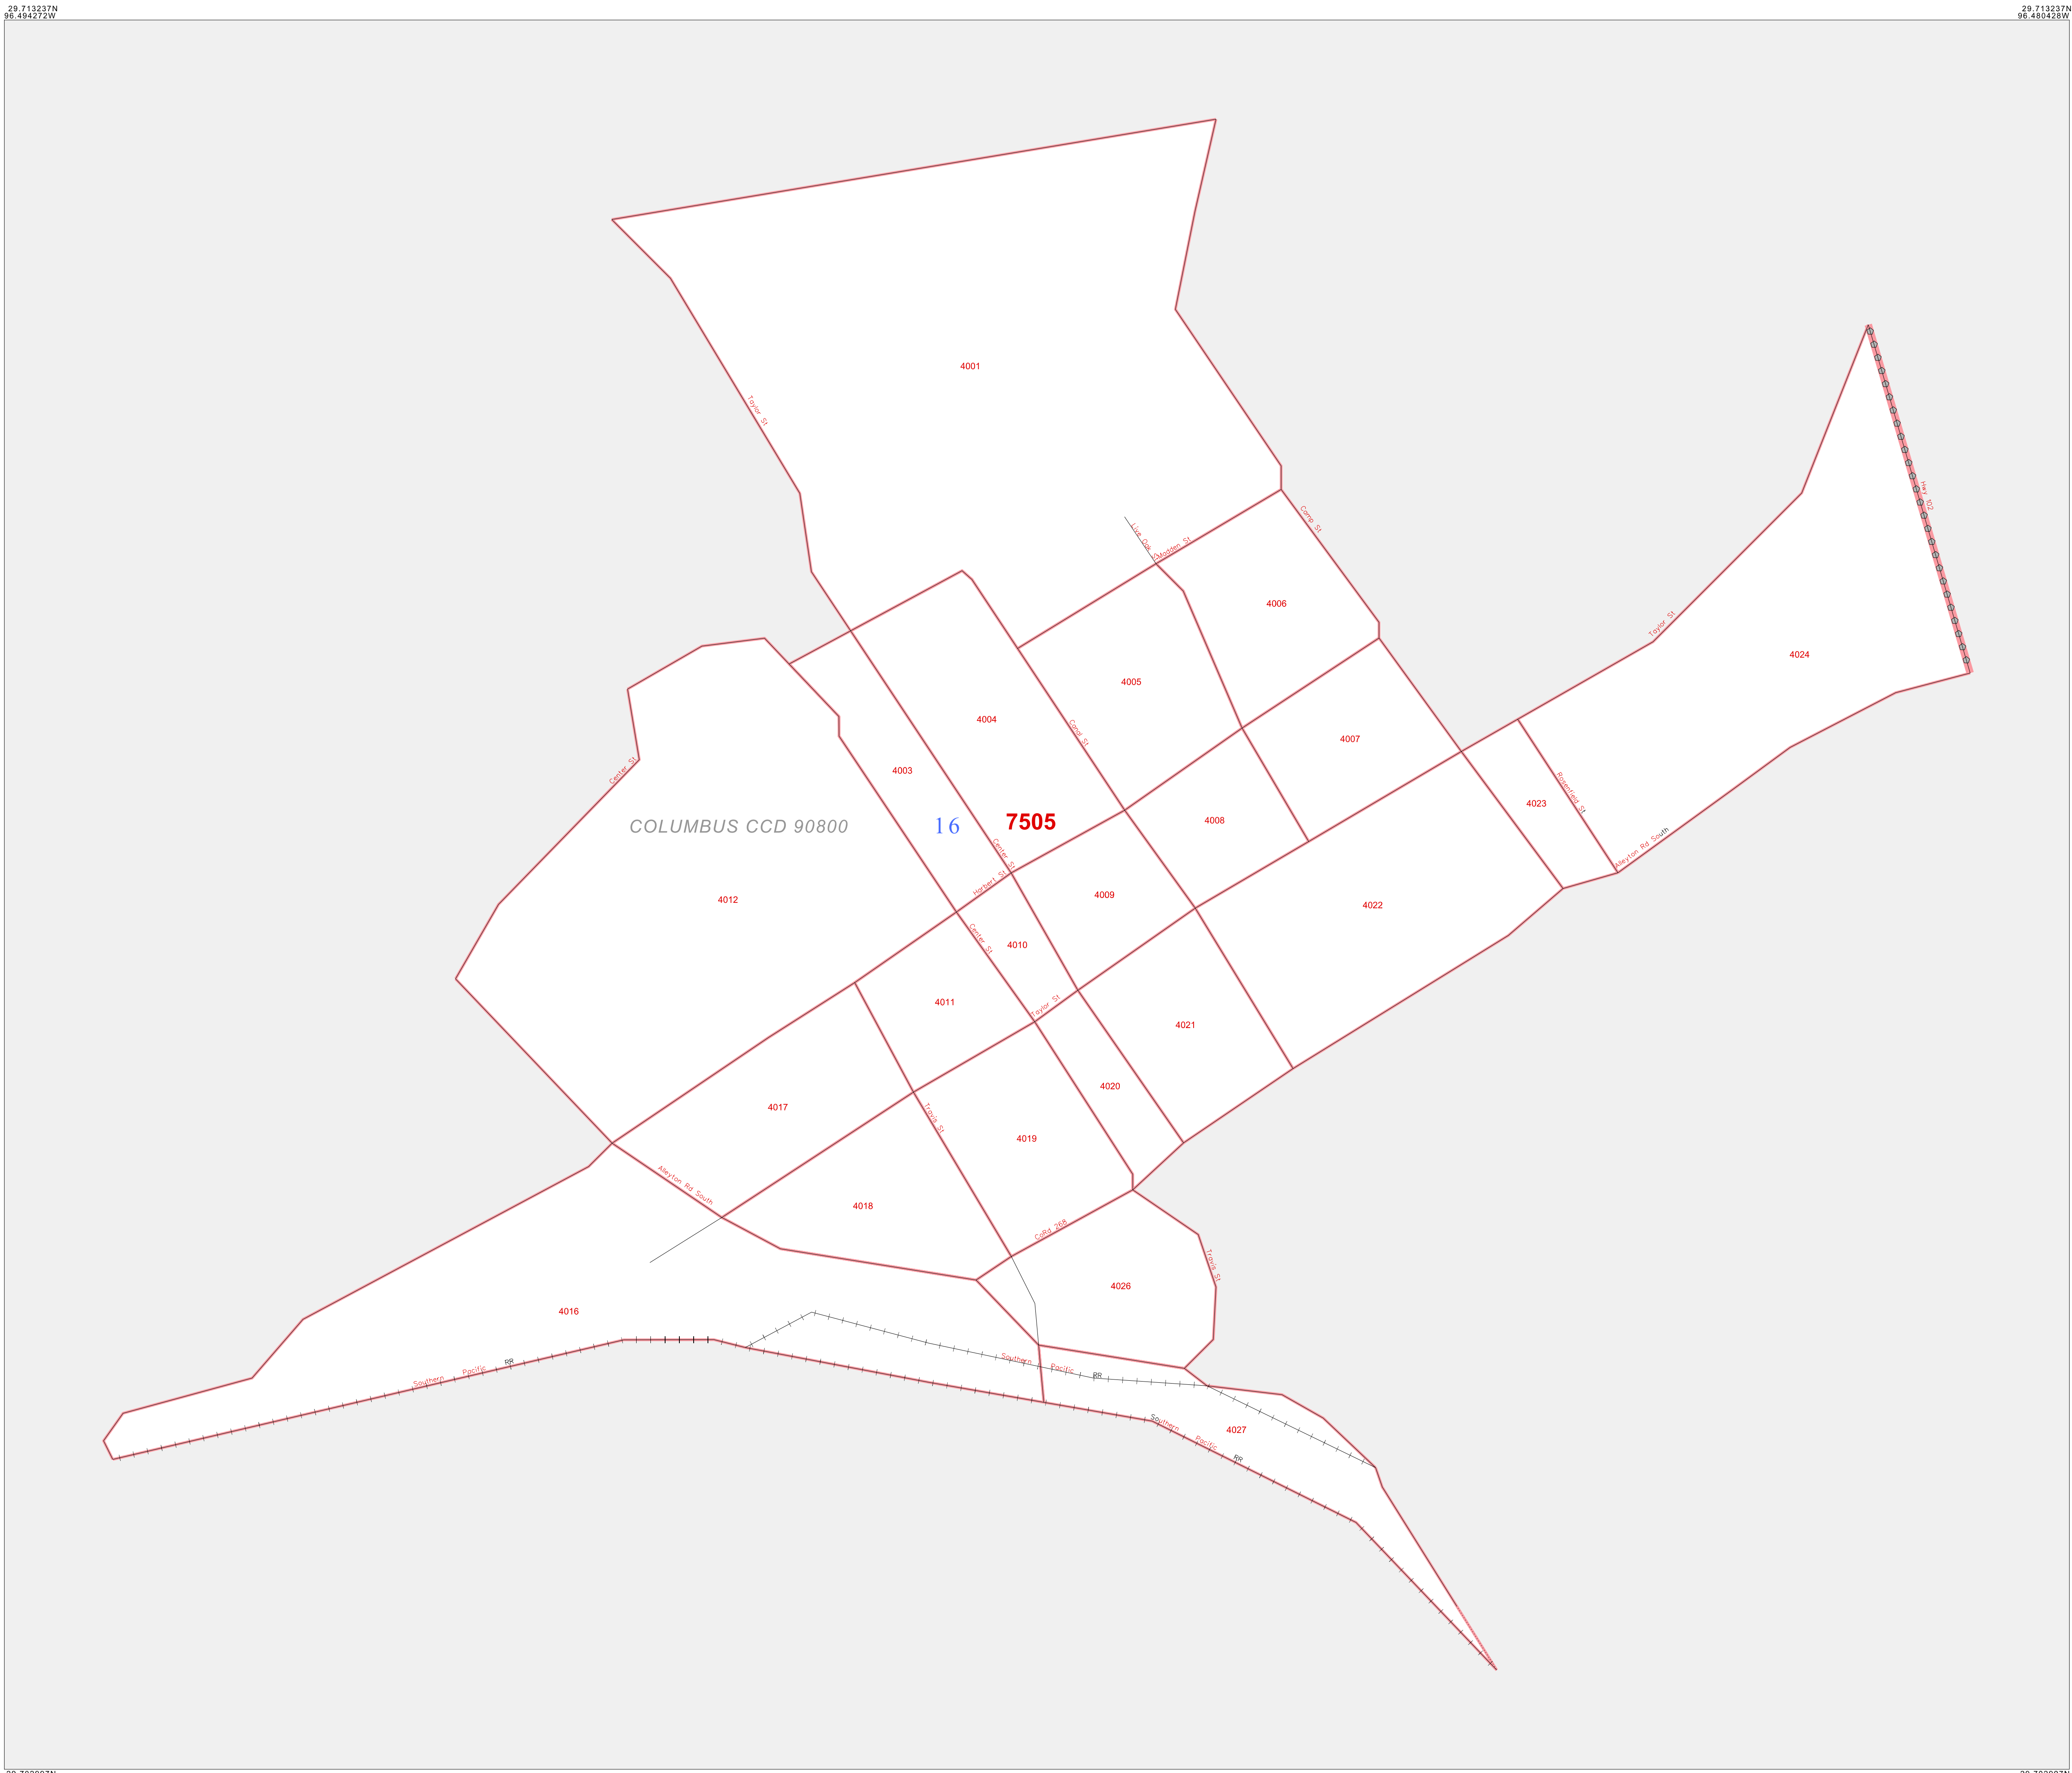 29.713237N
96.494272W
29.713237N
96.480428W
4001
Taylor St
Hwy 102
Camp St
Live Oak
Madden St
4006
Taylor St
4024
4005
4004
Canal St
4007
Center St
4003
Rosenfield St
4023
COLUMBUS CCD 90800
16
7505
4008
Alleyton Rd South
Center St
Harbert St
4012
4009
4022
Center St
4010
4011
Taylor St
4021
4020
4017
Travis St
4019
Alleyton Rd South
4018
CoRd 268
Travis St
4026
4016
Southern Pacific RR
Southern Pacific RR
Southern Pacific RR
4027